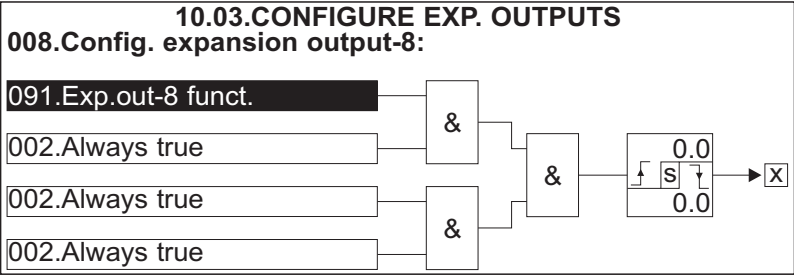 10.03.CONFIGURE EXP. OUTPUTS
008.Config. expansion output-8:
091.Exp.out-8 funct.
&
002.Always true
&
0.0
S
X
0.0
002.Always true
&
002.Always true